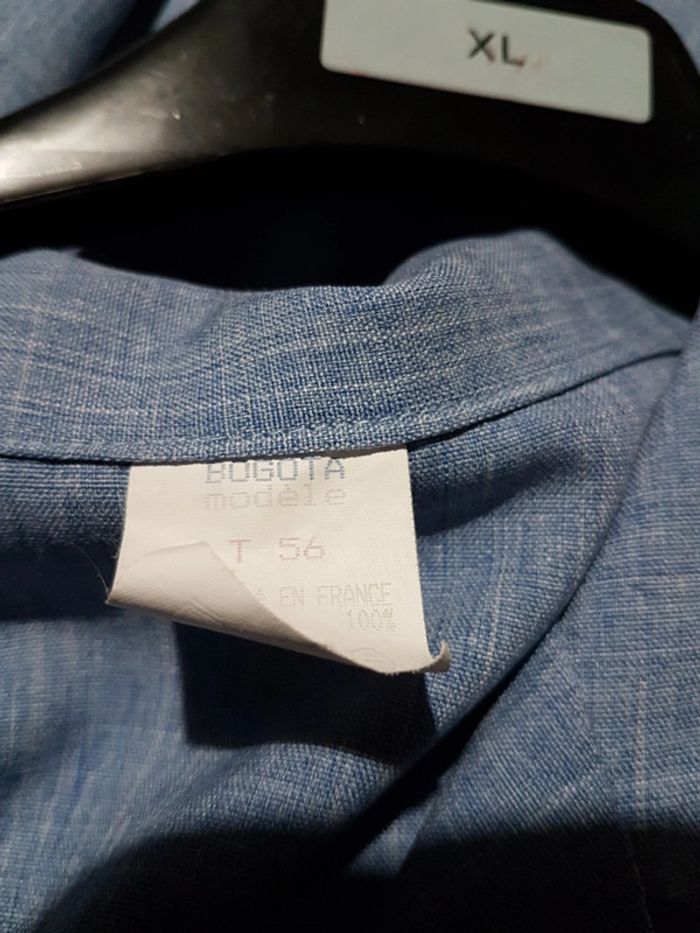 XL
BOGOTA
modèle
T 56
EN FRANCE
100%